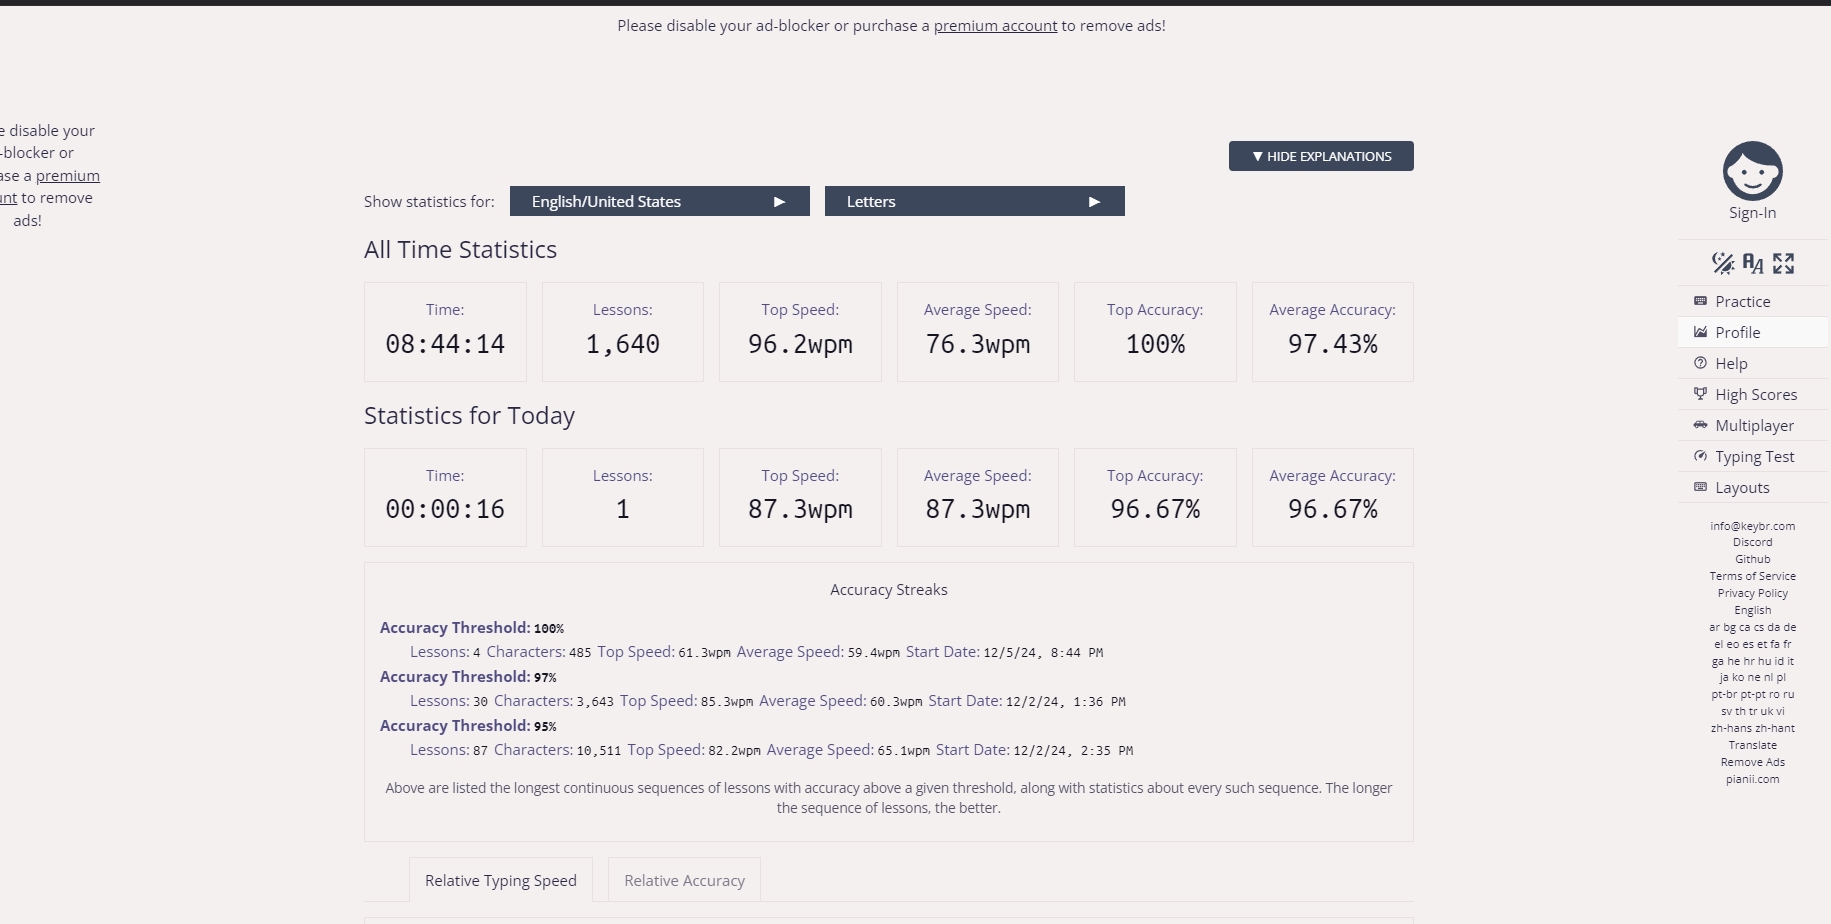 Please disable your ad-blocker or purchase a premium account to remove ads!
e disable your
-blocker or
ase a premium
unt to remove
ads!
▼ HIDE EXPLANATIONS
Show statistics for: English/United States ▶ Letters ▶
All Time Statistics
Time: Lessons: Top Speed: Average Speed: Top Accuracy: Average Accuracy:
08:44:14 1,640 96.2wpm 76.3wpm 100% 97.43%
Statistics for Today
Time: Lessons: Top Speed: Average Speed: Top Accuracy: Average Accuracy:
00:00:16 1 87.3wpm 87.3wpm 96.67% 96.67%
Accuracy Streaks
Accuracy Threshold: 100%
Lessons: 4 Characters: 485 Top Speed: 61.3wpm Average Speed: 59.4wpm Start Date: 12/5/24, 8:44 PM
Accuracy Threshold: 97%
Lessons: 30 Characters: 3,643 Top Speed: 85.3wpm Average Speed: 60.3wpm Start Date: 12/2/24, 1:36 PM
Accuracy Threshold: 95%
Lessons: 87 Characters: 10,511 Top Speed: 82.2wpm Average Speed: 65.1wpm Start Date: 12/2/24, 2:35 PM
Above are listed the longest continuous sequences of lessons with accuracy above a given threshold, along with statistics about every such sequence. The longer
the sequence of lessons, the better.
Relative Typing Speed Relative Accuracy
Sign-In
AA
Practice
Profile
Help
High Scores
Multiplayer
Typing Test
Layouts
info@keybr.com
Discord
Github
Terms of Service
Privacy Policy
English
ar bg ca cs da de
el eo es et fa fr
ga he hr hu id it
ja ko ne nl pl
pt-br pt-pt ro ru
sv th tr uk vi
zh-hans zh-hant
Translate
Remove Ads
pianii.com